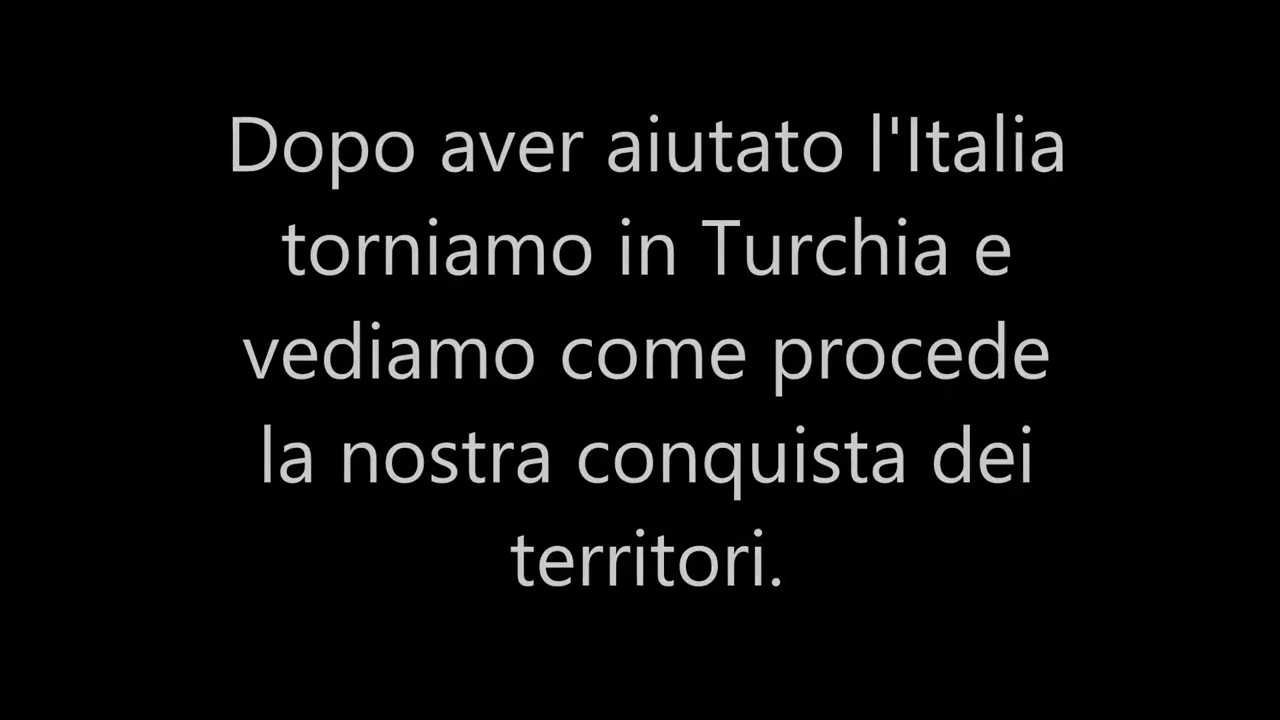 Dopo aver aiutato l'Italia
torniamo in Turchia e
vediamo come procede
la nostra conquista dei
territori.